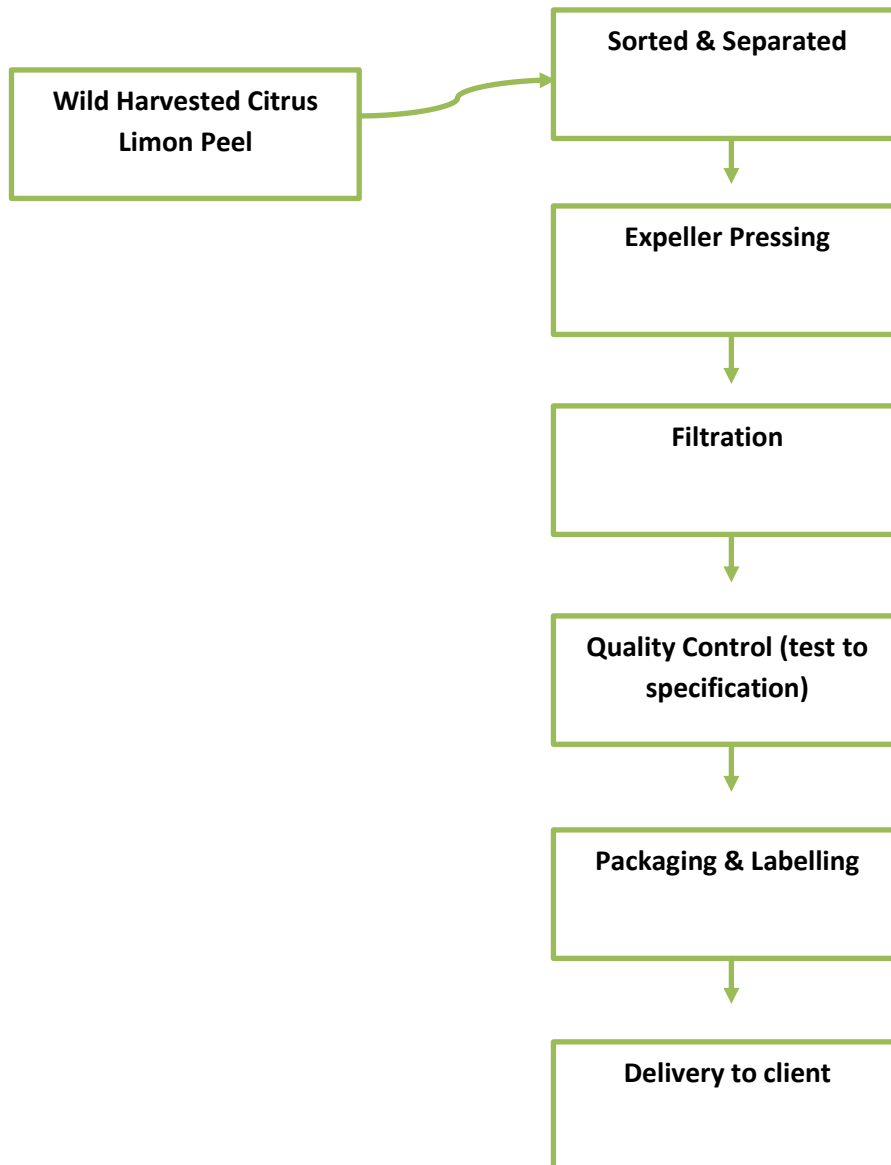 Wild Harvested Citrus
Limon Peel
Sorted & Separated
Expeller Pressing
Filtration
Quality Control (test to
specification)
Packaging & Labelling
Delivery to client